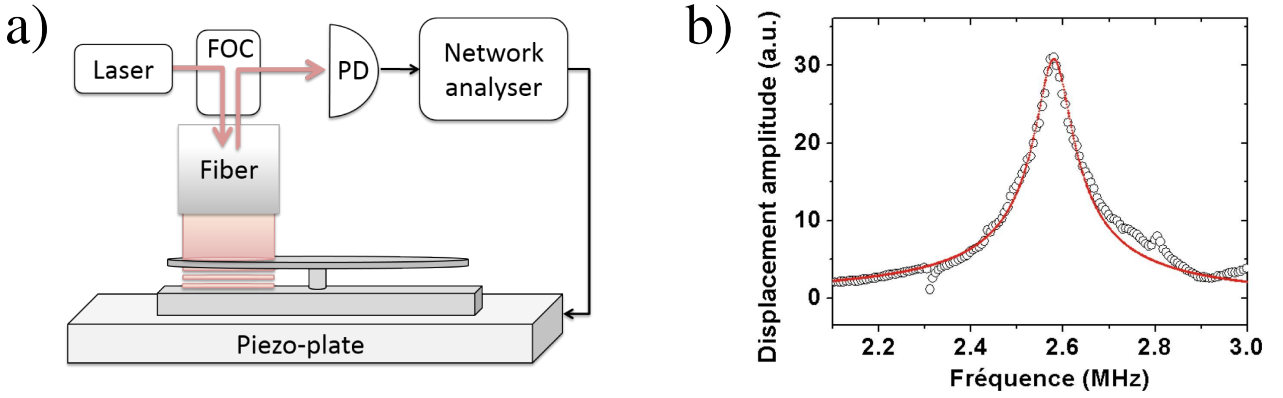 a)
Laser
FOC
PD
Network
analyser
Fiber
Piezo-plate
b)
Displacement amplitude (a.u.)
30
20
10
0
2.2
2.4
2.6
2.8
3.0
Fréquence (MHz)